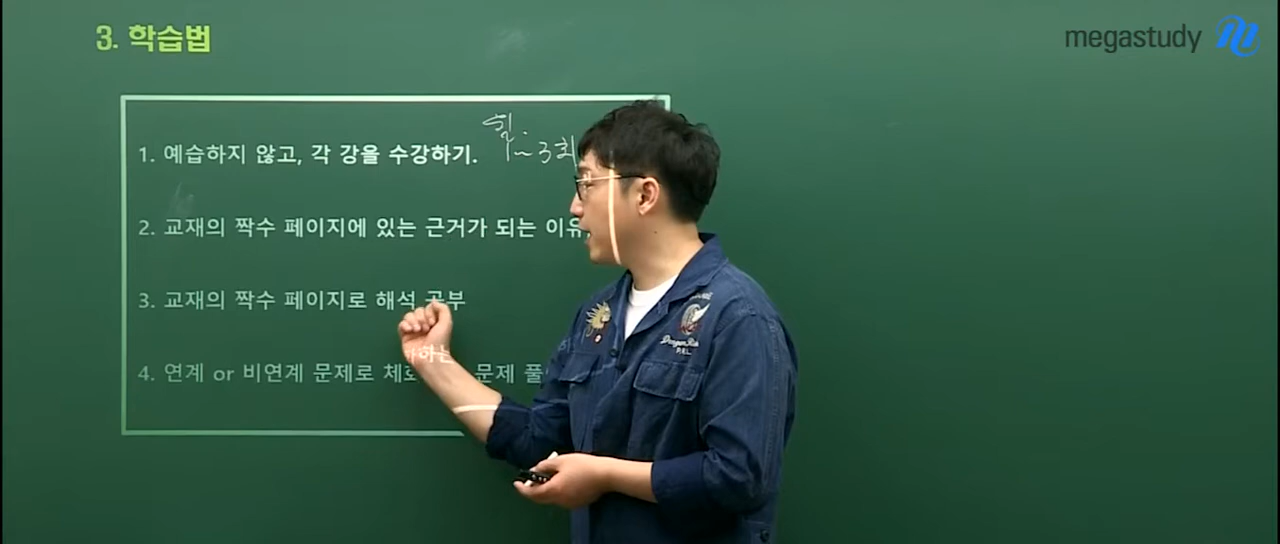 3. 학습법
megastudy
1~3회
1. 예습하지 않고, 각 강을 수강하기.
2. 교재의 짝수 페이지에 있는 근거가 되는 이유
3. 교재의 짝수 페이지로 해석 공부
4. 연계 or 비연계 문제로 체화하는 문제 풀